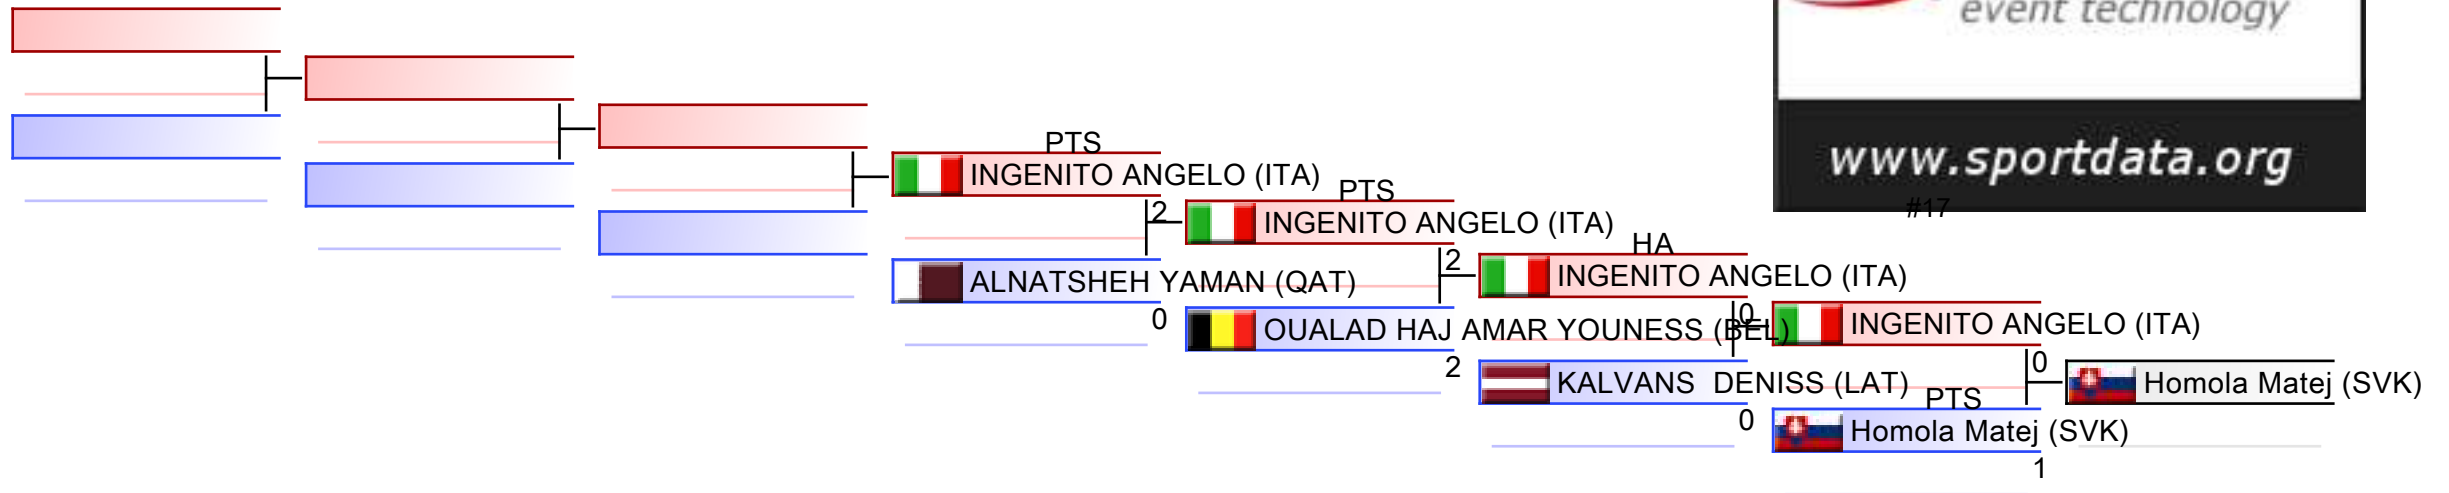 event technology
www.sportdata.org
#17
PTS
INGENITO ANGELO (ITA)
2
ALNATSHEH YAMAN (QAT)
0
PTS
INGENITO ANGELO (ITA)
2
OUALAD HAJ AMAR YOUNESS (BEL)
2
HA
INGENITO ANGELO (ITA)
0
KALVANS  DENISS (LAT)
0
INGENITO ANGELO (ITA)
0
PTS
Homola Matej (SVK)
1
Homola Matej (SVK)